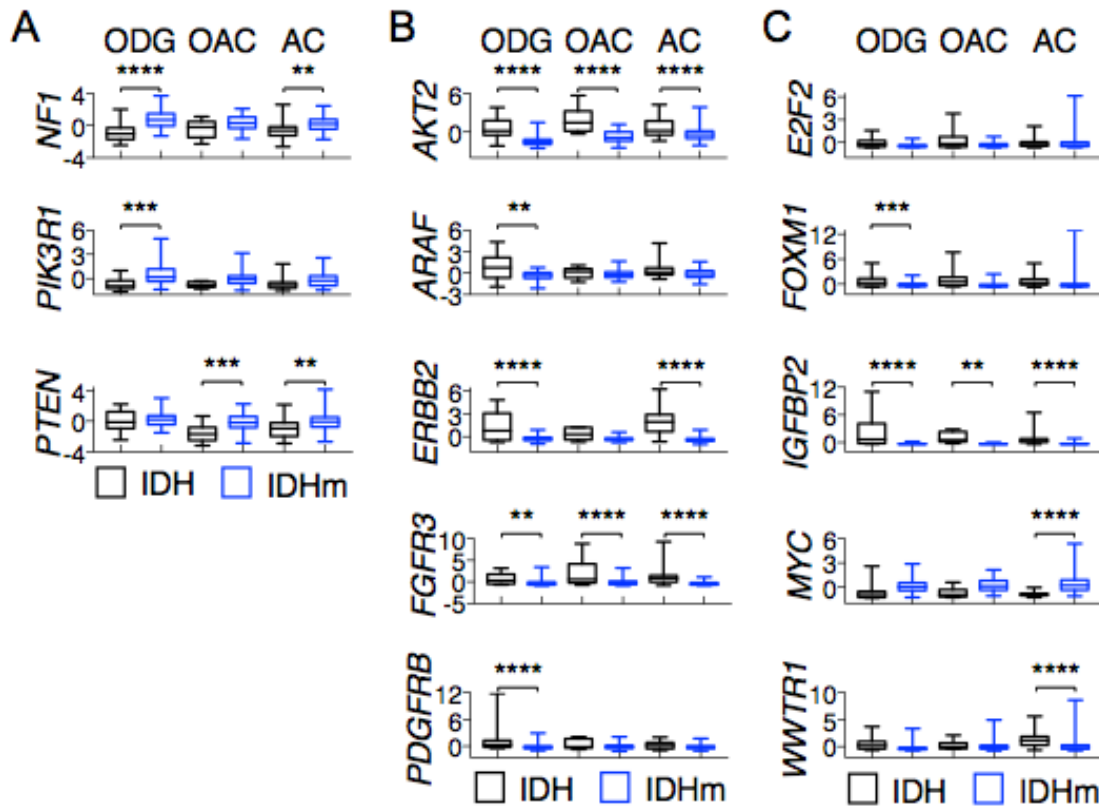 A
ODG OAC AC
**** **
NF1
4
0
-4
***
PIK3R1
6
0
*** **
PTEN
4
0
-4
IDH IDHm
B
ODG OAC AC
**** **** ****
AKT2
6
0
**
ARAF
6
3
0
-3
****  ****
ERBB2
6
3
0
** **** ****
FGFR3
10
5
0
-5
****
PDGFRB
12
6
0
IDH IDHm
C
ODG OAC AC
E2F2
6
3
0
***
FOXM1
12
6
0
**** ** ****
IGFBP2
12
6
0
****
MYC
6
3
0
****
WWTR1
10
5
0
IDH IDHm